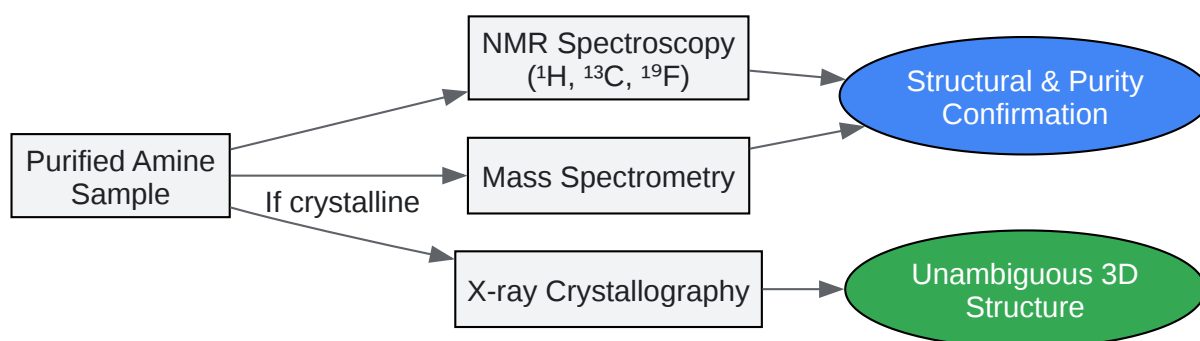 Purified Amine
Sample
If crystalline
NMR Spectroscopy
(¹H, ¹³C, ¹⁹F)
Mass Spectrometry
X-ray Crystallography
Structural & Purity
Confirmation
Unambiguous 3D
Structure